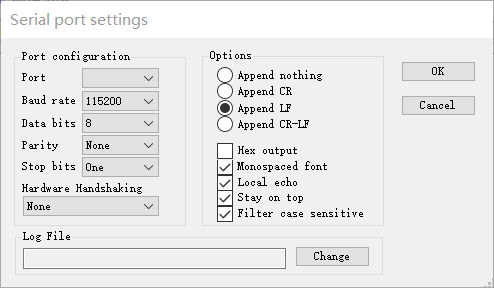 Serial port settings
Port configuration
Port
Baud rate 115200
Data bits 8
Parity None
Stop bits One
Hardware Handshaking
None
Options
Append nothing
Append CR
Append LF
Append CR-LF
Hex output
Monospaced font
Local echo
Stay on top
Filter case sensitive
OK
Cancel
Log File
Change